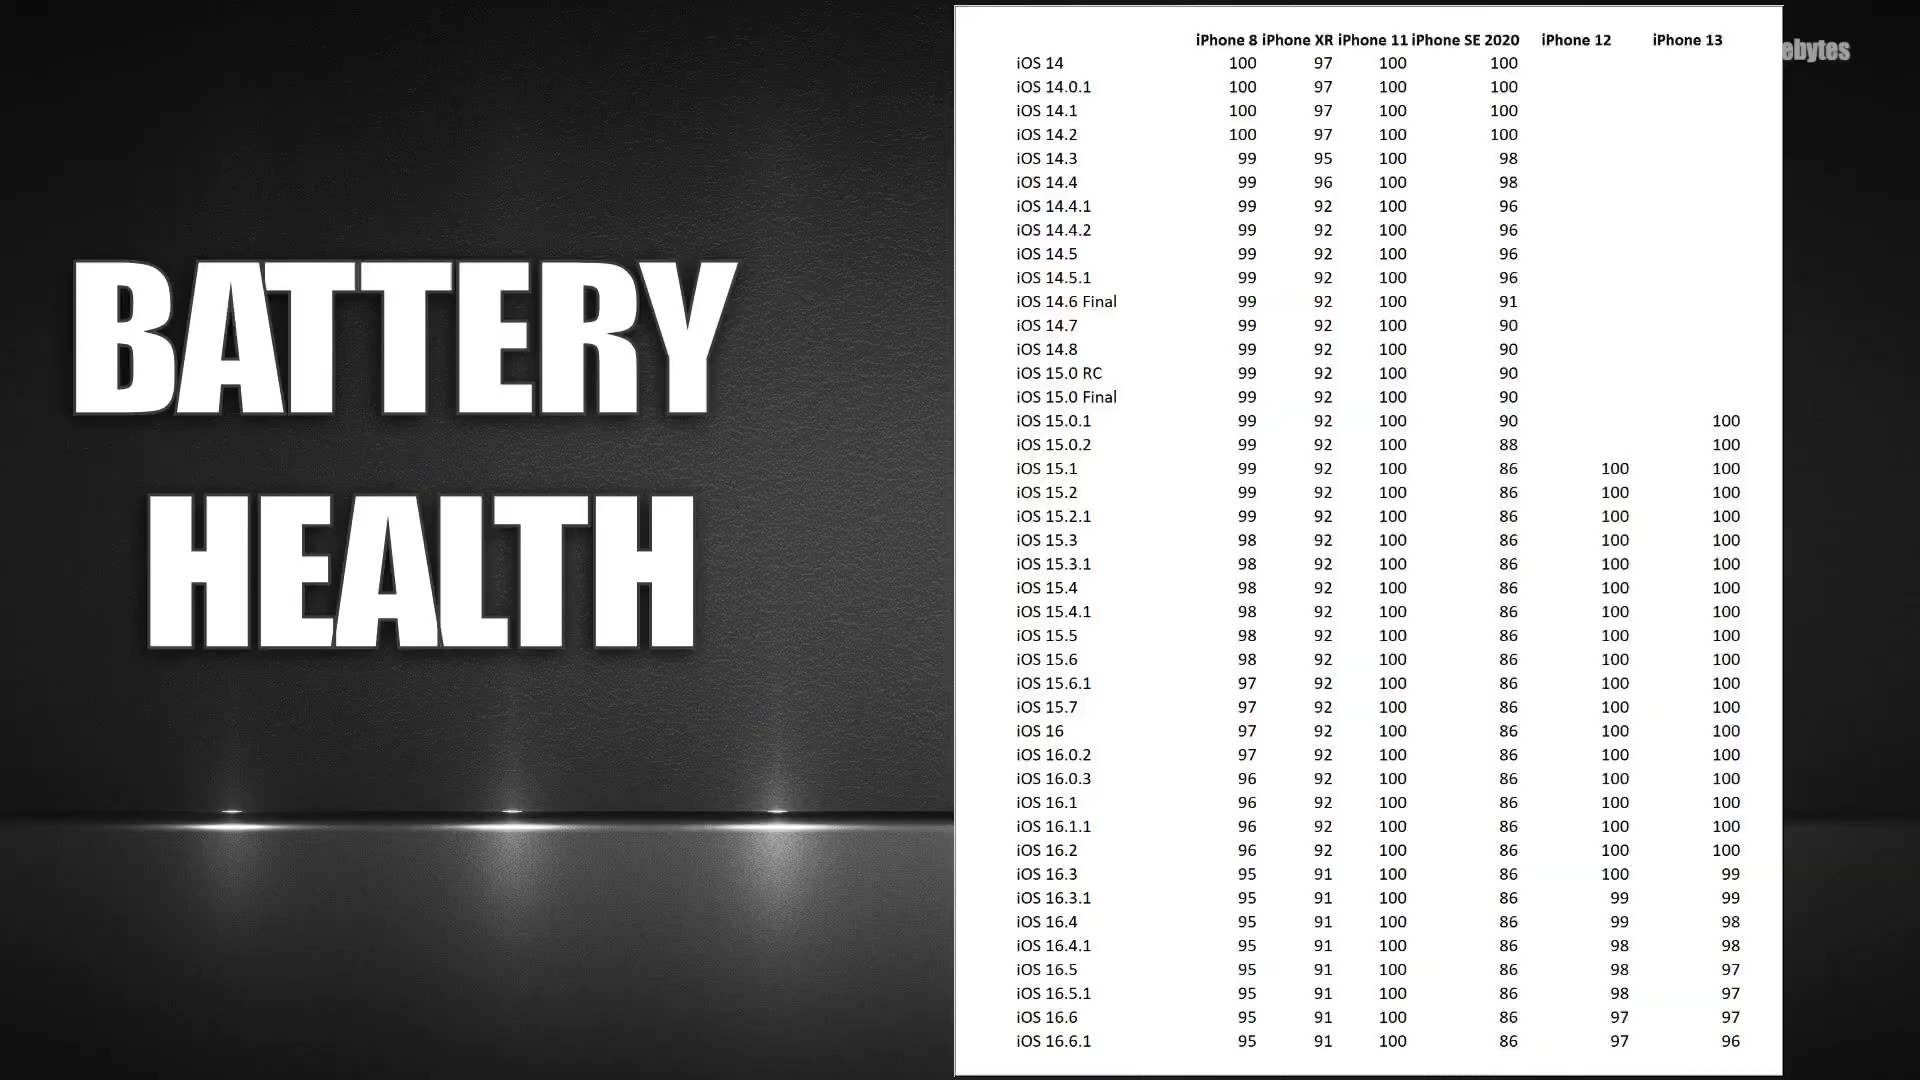 BATTERY
HEALTH
ebytes
iPhone 8 iPhone XR iPhone 11 iPhone SE 2020 iPhone 12 iPhone 13
iOS 14 100 97 100 100
iOS 14.0.1 100 97 100 100
iOS 14.1 100 97 100 100
iOS 14.2 100 97 100 100
iOS 14.3 99 95 100 98
iOS 14.4 99 96 100 98
iOS 14.4.1 99 92 100 96
iOS 14.4.2 99 92 100 96
iOS 14.5 99 92 100 96
iOS 14.5.1 99 92 100 96
iOS 14.6 Final 99 92 100 91
iOS 14.7 99 92 100 90
iOS 14.8 99 92 100 90
iOS 15.0 RC 99 92 100 90
iOS 15.0 Final 99 92 100 90
iOS 15.0.1 99 92 100 90 100
iOS 15.0.2 99 92 100 88 100
iOS 15.1 99 92 100 86 100 100
iOS 15.2 99 92 100 86 100 100
iOS 15.2.1 99 92 100 86 100 100
iOS 15.3 98 92 100 86 100 100
iOS 15.3.1 98 92 100 86 100 100
iOS 15.4 98 92 100 86 100 100
iOS 15.4.1 98 92 100 86 100 100
iOS 15.5 98 92 100 86 100 100
iOS 15.6 98 92 100 86 100 100
iOS 15.6.1 97 92 100 86 100 100
iOS 15.7 97 92 100 86 100 100
iOS 16 97 92 100 86 100 100
iOS 16.0.2 97 92 100 86 100 100
iOS 16.0.3 96 92 100 86 100 100
iOS 16.1 96 92 100 86 100 100
iOS 16.1.1 96 92 100 86 100 100
iOS 16.2 96 92 100 86 100 100
iOS 16.3 95 91 100 86 100 99
iOS 16.3.1 95 91 100 86 99 99
iOS 16.4 95 91 100 86 99 98
iOS 16.4.1 95 91 100 86 98 98
iOS 16.5 95 91 100 86 98 97
iOS 16.5.1 95 91 100 86 98 97
iOS 16.6 95 91 100 86 97 97
iOS 16.6.1 95 91 100 86 97 96